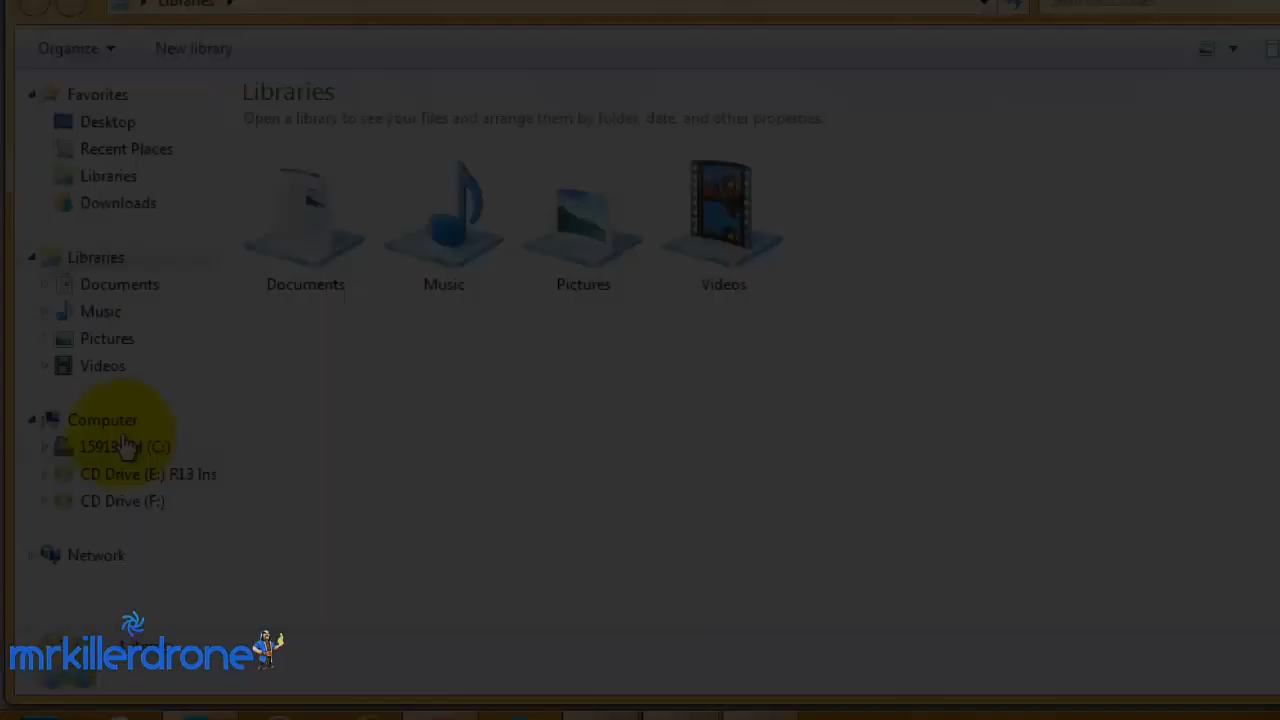 Libraries
Organize
New library
Favorites
Desktop
Recent Places
Libraries
Downloads
Libraries
Documents
Music
Pictures
Videos
Computer
(C:)
CD Drive (E:) R13 Ins
CD Drive (F:)
Network
Libraries
Open a library to see your files and arrange them by folder, date, and other properties.
Documents
Music
Pictures
Videos
mrkillerdrone